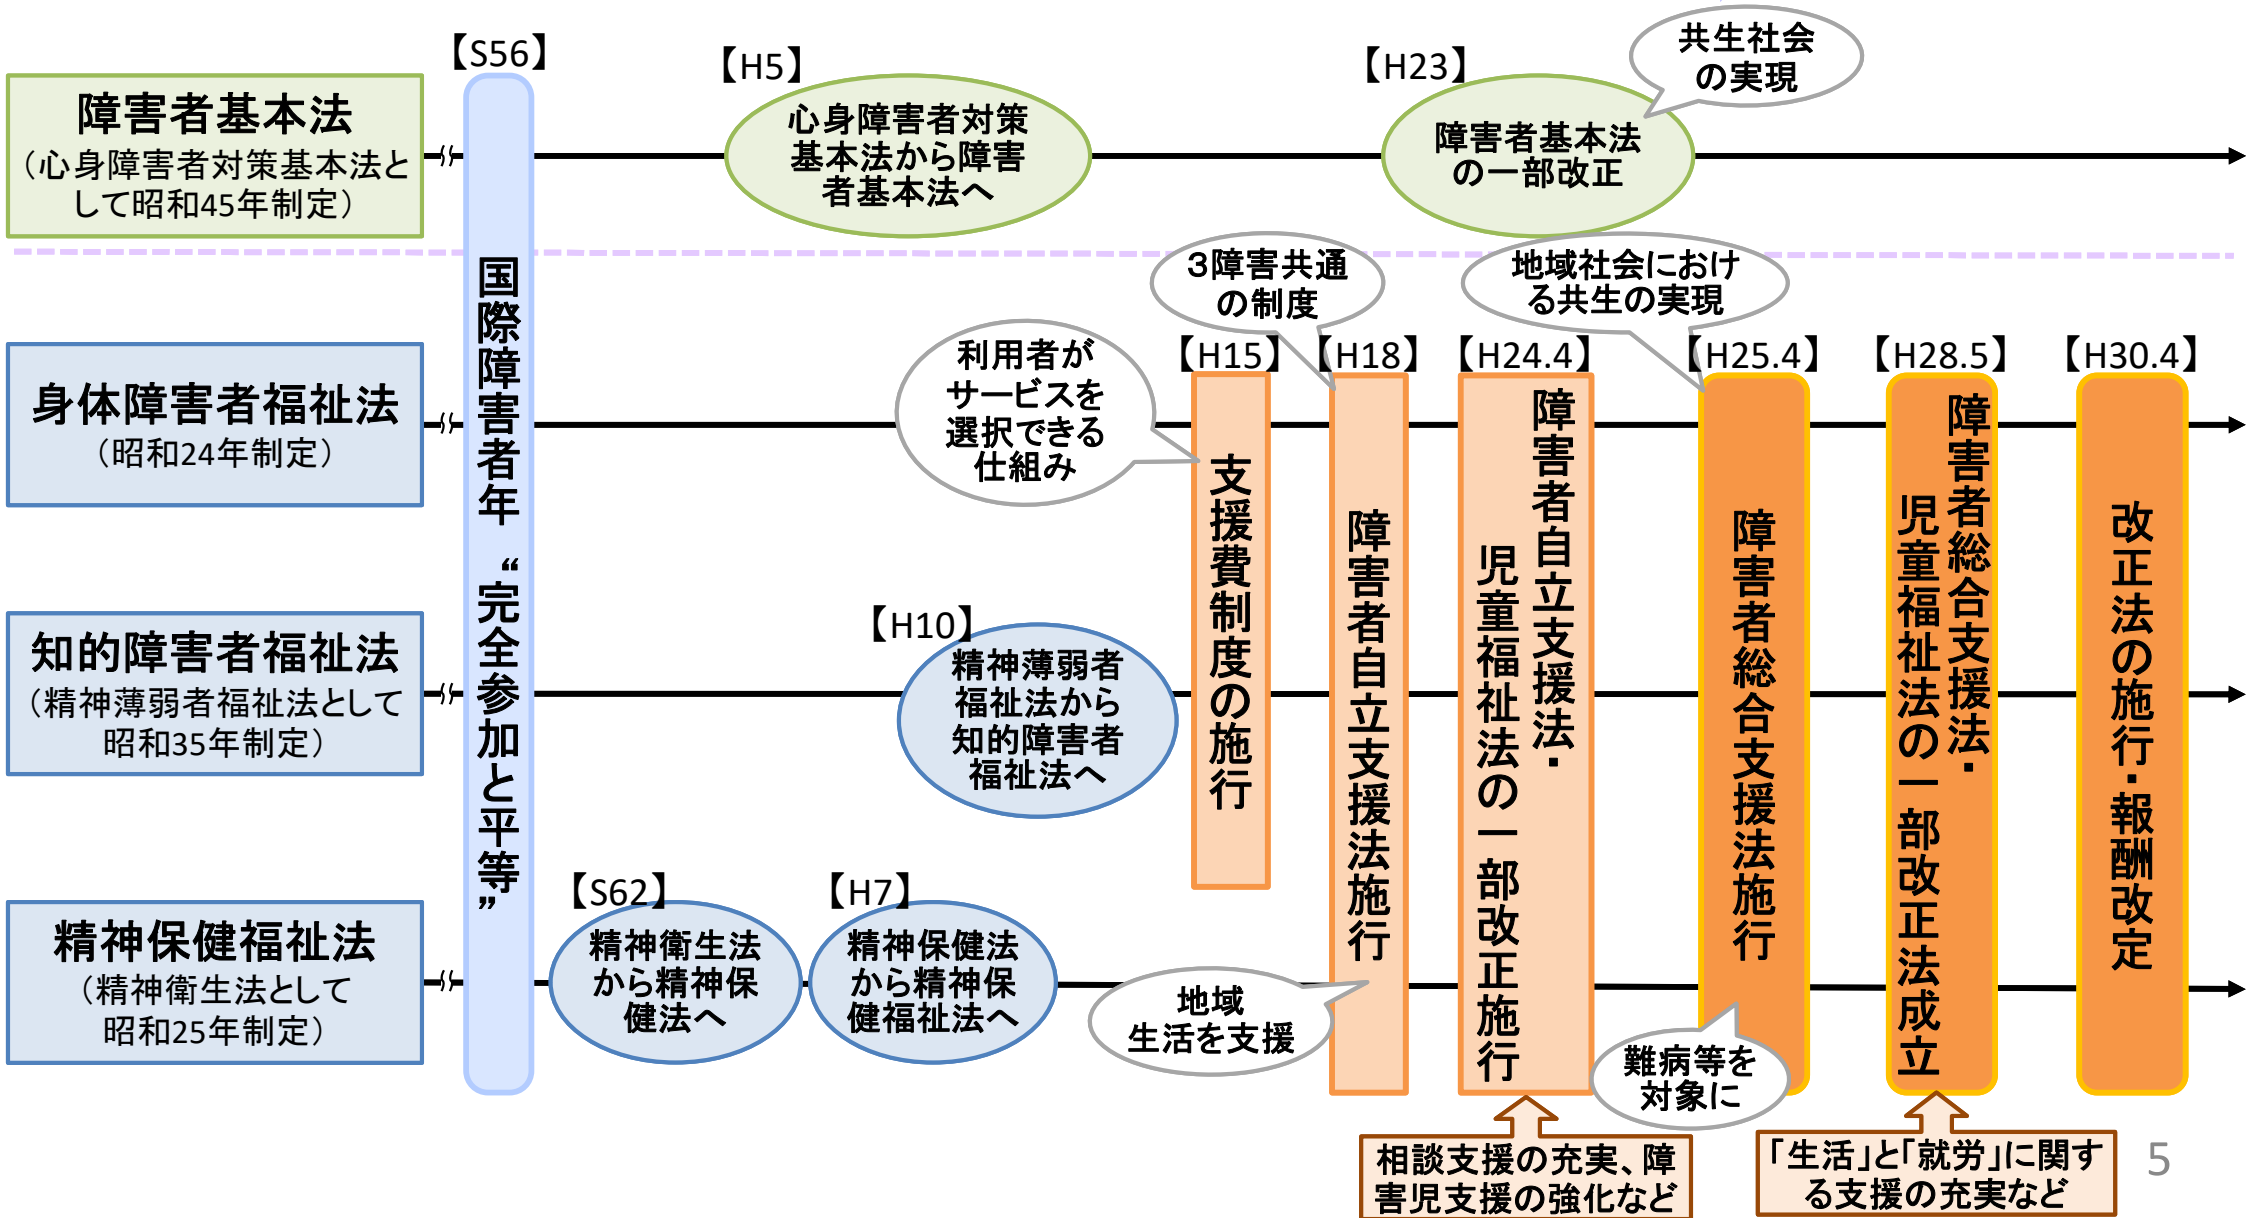 【S56】
【H5】
【H23】
共生社会
の実現
障害者基本法
（心身障害者対策基本法と
して昭和45年制定）
心身障害者対策
基本法から障害
者基本法へ
障害者基本法
の一部改正
国際障害者年 “完全参加と平等”
3障害共通
の制度
地域社会におけ
る共生の実現
利用者が
サービスを
選択できる
仕組み
【H15】
【H18】
【H24.4】
【H25.4】
【H28.5】
【H30.4】
身体障害者福祉法
（昭和24年制定）
支援費制度の施行
障害者自立支援法施行
障害者自立支援法・
児童福祉法の一部改正施行
障害者総合支援法施行
障害者総合支援法・
児童福祉法の一部改正法成立
改正法の施行・報酬改定
知的障害者福祉法
（精神薄弱者福祉法として
昭和35年制定）
【H10】
精神薄弱者
福祉法から
知的障害者
福祉法へ
精神保健福祉法
（精神衛生法として
昭和25年制定）
【S62】
精神衛生法
から精神保
健法へ
【H7】
精神保健法
から精神保
健福祉法へ
地域
生活を支援
難病等を
対象に
相談支援の充実、障
害児支援の強化など
「生活」と「就労」に関す
る支援の充実など
5